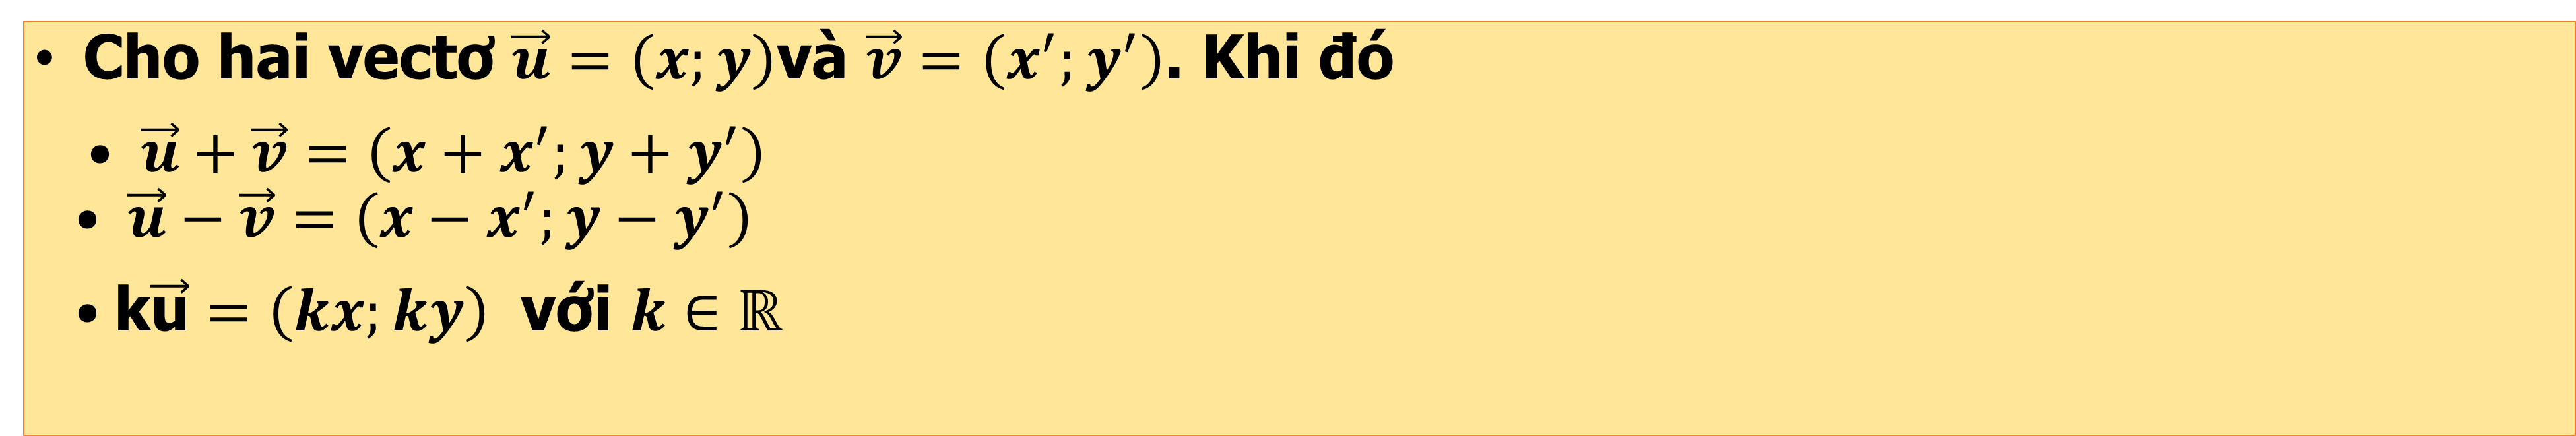 • Cho hai vectơ u⃗ = (x; y)và v⃗ = (x′; y′). Khi đó
• u⃗ + v⃗ = (x + x′; y + y′)
• u⃗ − v⃗ = (x − x′; y − y′)
• ku⃗ = (kx; ky) với k ∈ ℝ